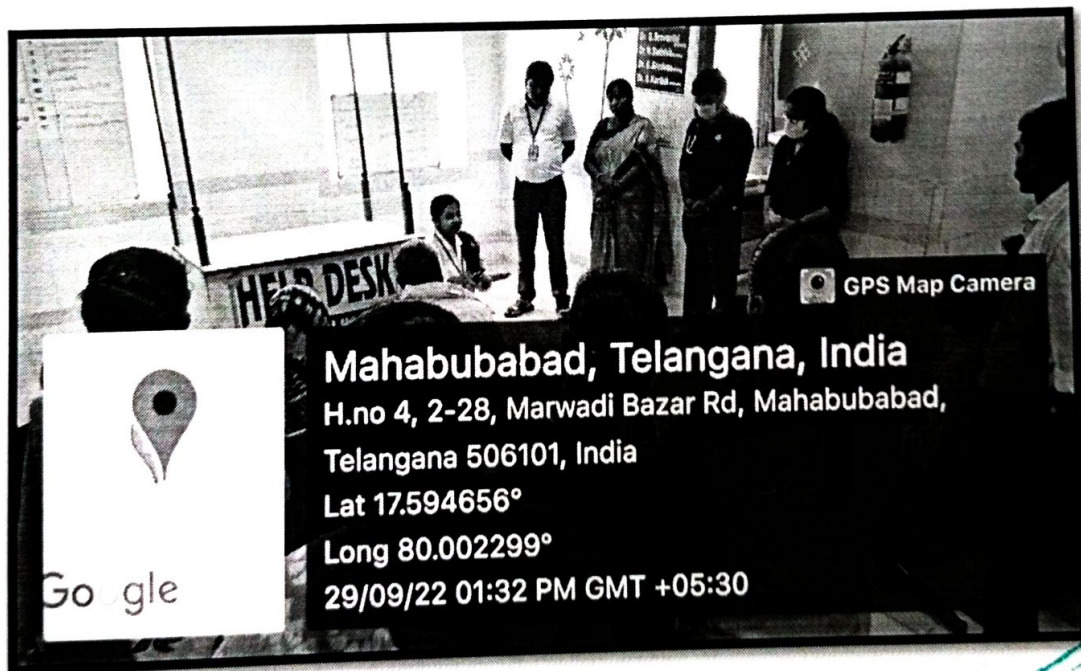 HELP DESK
GPS Map Camera
Mahabubabad, Telangana, India
H.no 4, 2-28, Marwadi Bazar Rd, Mahabubabad,
Telangana 506101, India
Lat 17.594656°
Long 80.002299°
29/09/22 01:32 PM GMT +05:30
Google